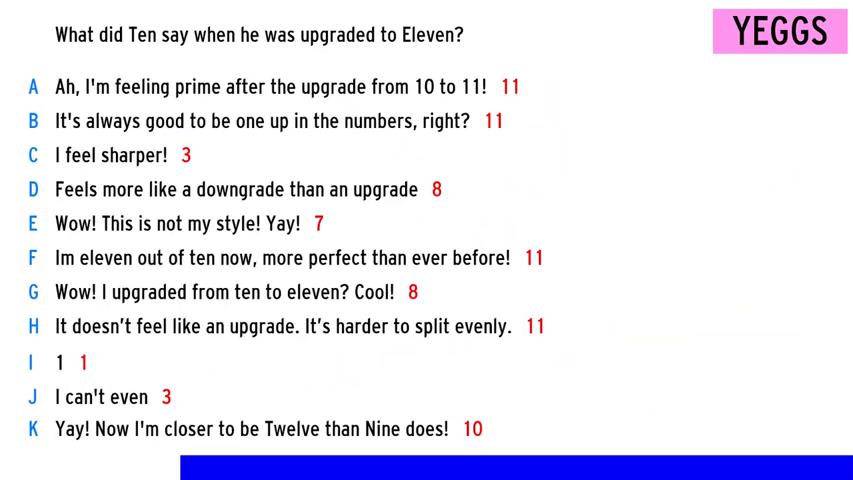 What did Ten say when he was upgraded to Eleven?
YEGGS
A Ah, I'm feeling prime after the upgrade from 10 to 11! 11
B It's always good to be one up in the numbers, right? 11
C I feel sharper! 3
D Feels more like a downgrade than an upgrade 8
E Wow! This is not my style! Yay! 7
F Im eleven out of ten now, more perfect than ever before! 11
G Wow! I upgraded from ten to eleven? Cool! 8
H It doesn’t feel like an upgrade. It’s harder to split evenly. 11
I 1 1
J I can't even 3
K Yay! Now I'm closer to be Twelve than Nine does! 10